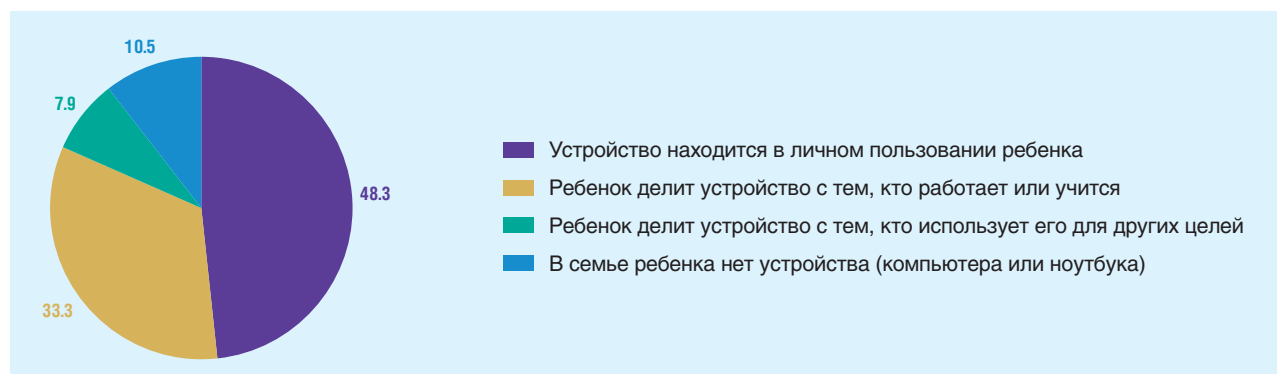 10.5
7.9
48.3
33.3
Устройство находится в личном пользовании ребенка
Ребенок делит устройство с тем, кто работает или учится
Ребенок делит устройство с тем, кто использует его для других целей
В семье ребенка нет устройства (компьютера или ноутбука)